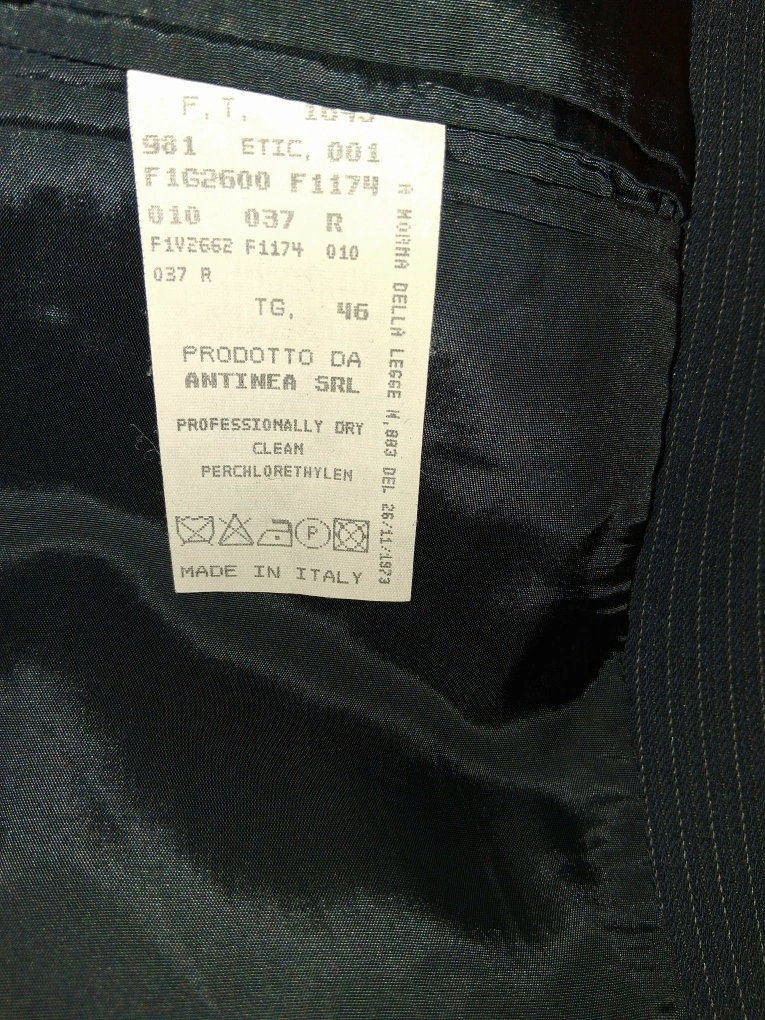 F.T.
981 ETIC. 001
F1G2600 F1174
010 037 R
F1V2662 F1174 010
037 R
TG. 46
PRODOTTO DA
ANTINEA SRL
PROFESSIONALLY DRY
CLEAN
PERCHLORETHYLEN
P
MADE IN ITALY
A NORMA DELLA LEGGE N.883 DEL 26/11/1973